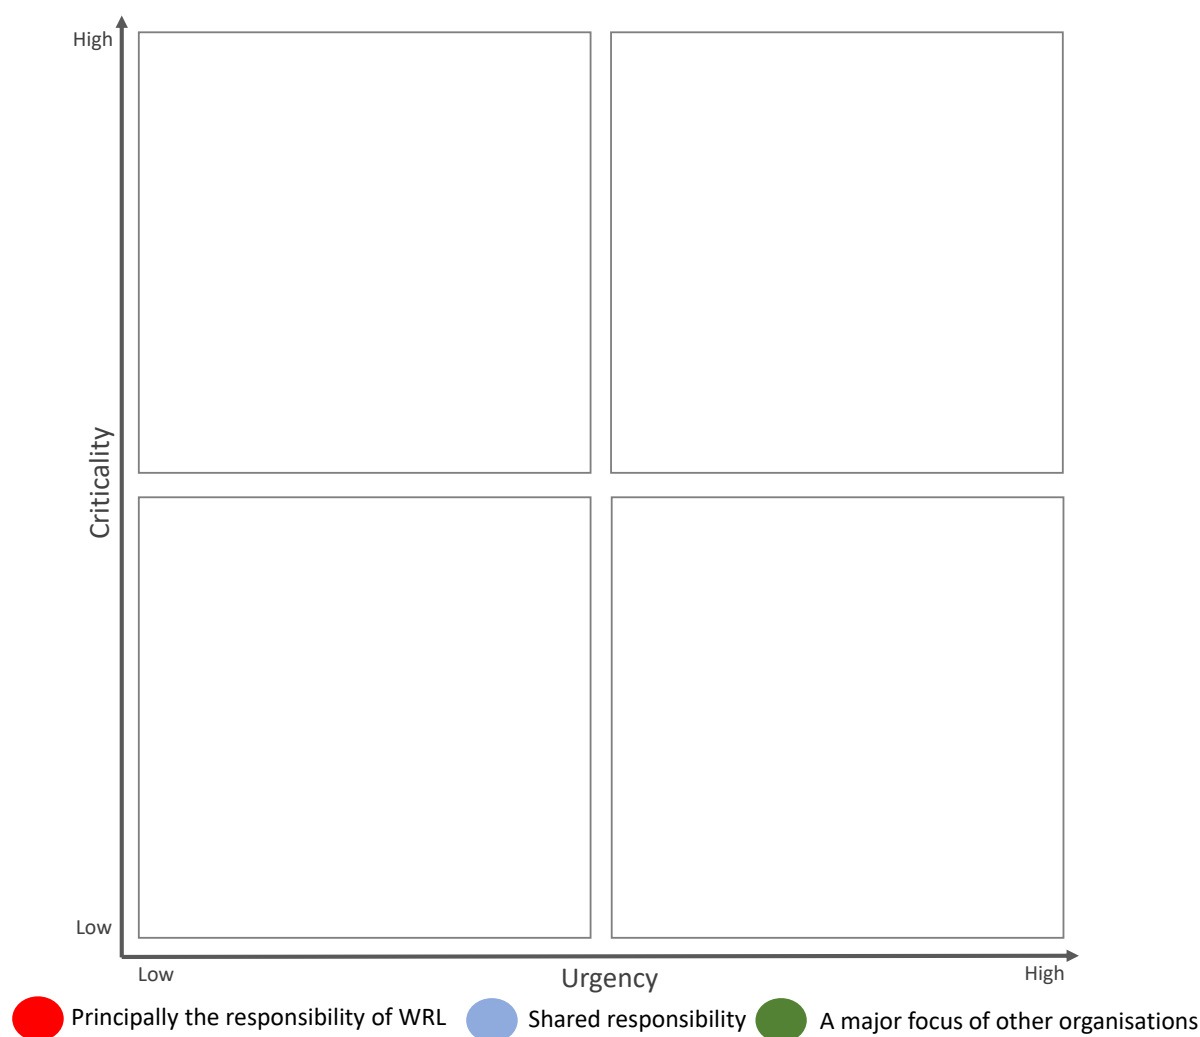 High
Criticality
Low
Low
Urgency
High
Principally the responsibility of WRL
Shared responsibility
A major focus of other organisations